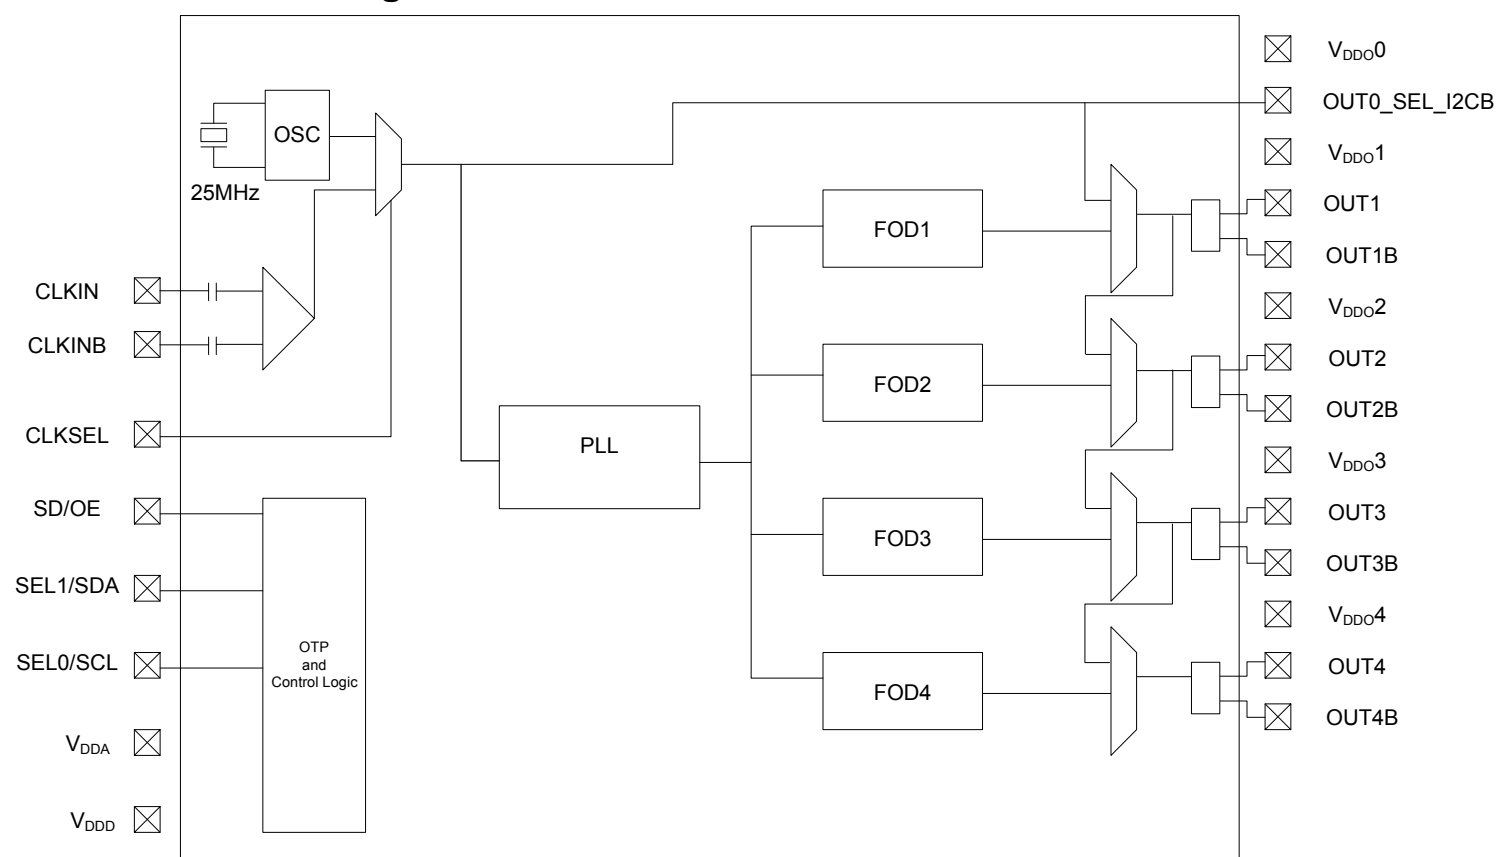 OSC
25MHz
CLKIN
CLKINB
CLKSEL
SD/OE
SEL1/SDA
SEL0/SCL
VDDA
VDDD
OTP
and
Control Logic
PLL
FOD1
FOD2
FOD3
FOD4
VDDO0
OUT0_SEL_I2CB
VDDO1
OUT1
OUT1B
VDDO2
OUT2
OUT2B
VDDO3
OUT3
OUT3B
VDDO4
OUT4
OUT4B